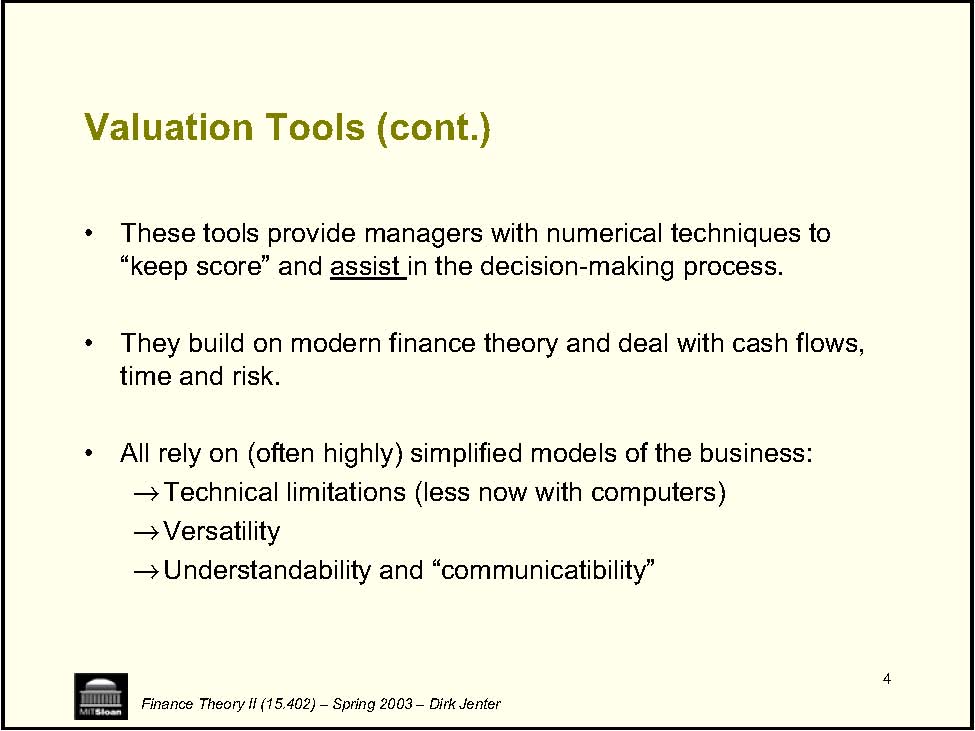 Valuation Tools (cont.)
• These tools provide managers with numerical techniques to
“keep score” and assist in the decision-making process.
• They build on modern finance theory and deal with cash flows,
time and risk.
• All rely on (often highly) simplified models of the business:
→Technical limitations (less now with computers)
→Versatility
→Understandability and “communicatibility”
4
MITSloan
Finance Theory II (15.402) – Spring 2003 – Dirk Jenter